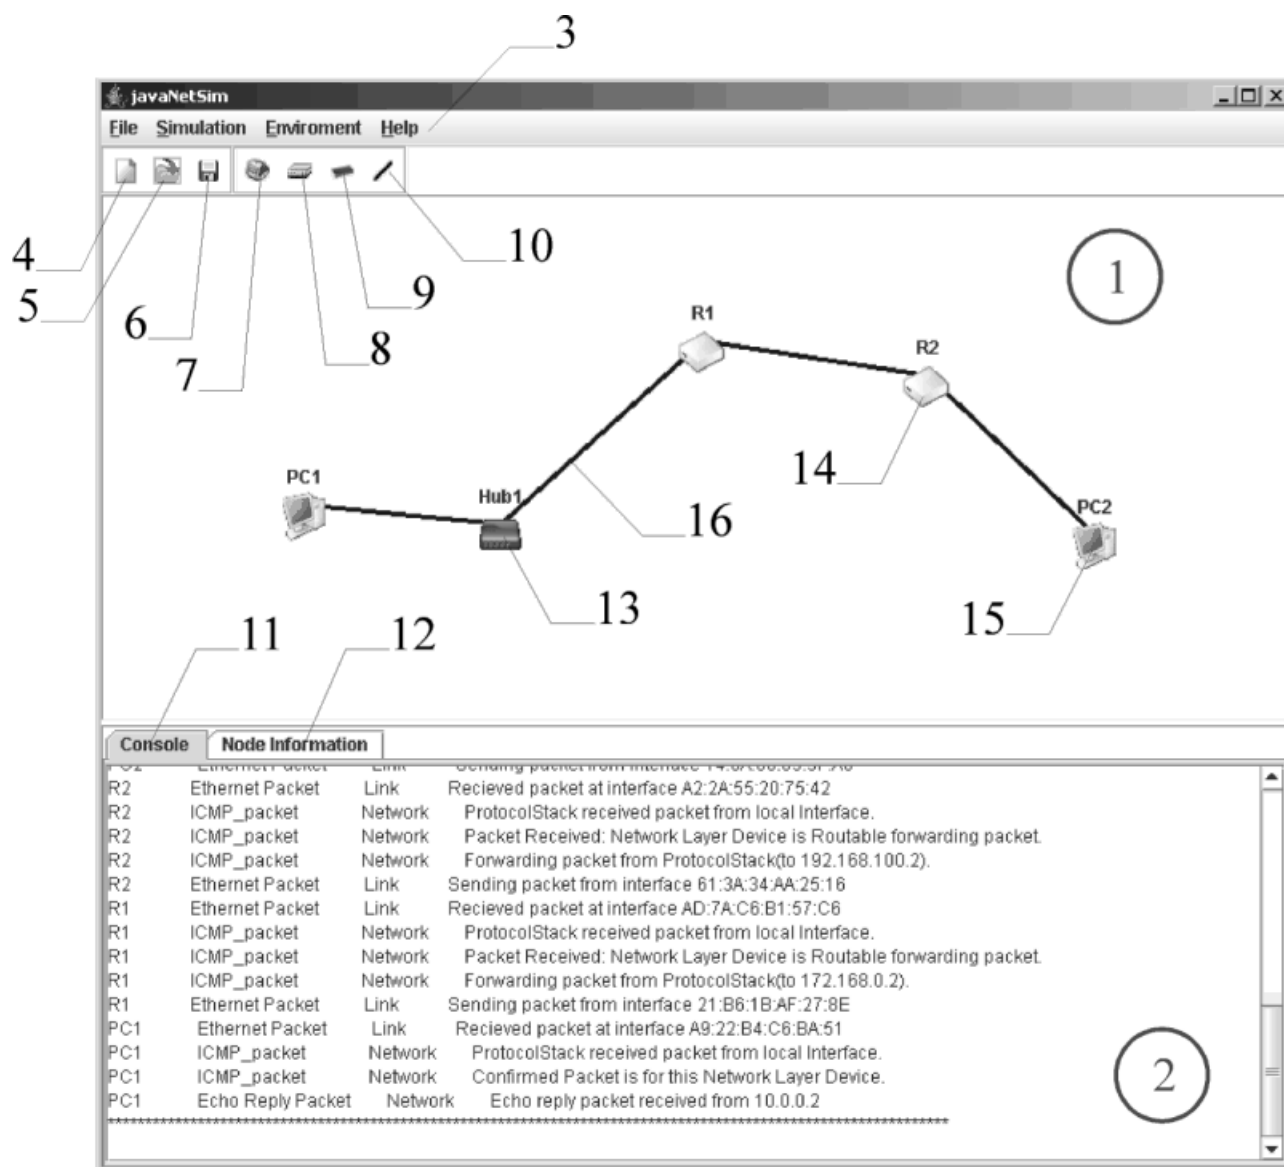 3
javaNetSim
File Simulation Enviroment Help
4
5
6
7
8
9
10
1
R1
R2
14
PC1
Hub1
16
PC2
13
15
11
12
Console Node Information
R2 Ethernet Packet Link Recieved packet at interface A2:2A:55:20:75:42
R2 ICMP_packet Network ProtocolStack received packet from local Interface.
R2 ICMP_packet Network Packet Received: Network Layer Device is Routable forwarding packet.
R2 ICMP_packet Network Forwarding packet from ProtocolStack(to 192.168.100.2).
R2 Ethernet Packet Link Sending packet from interface 61:3A:34:AA:25:16
R1 Ethernet Packet Link Recieved packet at interface AD:7A:C6:B1:57:C6
R1 ICMP_packet Network ProtocolStack received packet from local Interface.
R1 ICMP_packet Network Packet Received: Network Layer Device is Routable forwarding packet.
R1 ICMP_packet Network Forwarding packet from ProtocolStack(to 172.168.0.2).
R1 Ethernet Packet Link Sending packet from interface 21:B6:1B:AF:27:8E
PC1 Ethernet Packet Link Recieved packet at interface A9:22:B4:C6:BA:51
PC1 ICMP_packet Network ProtocolStack received packet from local Interface.
PC1 ICMP_packet Network Confirmed Packet is for this Network Layer Device.
PC1 Echo Reply Packet Network Echo reply packet received from 10.0.0.2
2